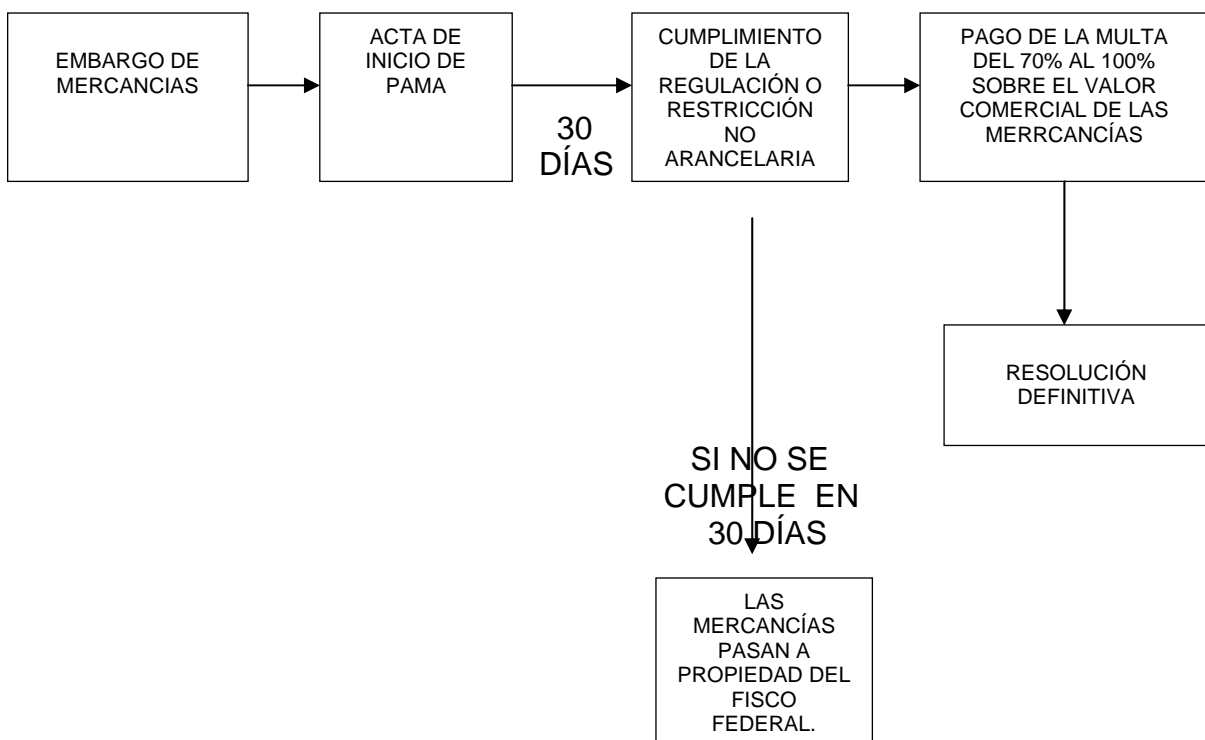 EMBARGO DE
MERCANCIAS
ACTA DE
INICIO DE
PAMA
30
DÍAS
CUMPLIMIENTO
DE LA
REGULACIÓN O
RESTRICCIÓN
NO
ARANCELARIA
PAGO DE LA MULTA
DEL 70% AL 100%
SOBRE EL VALOR
COMERCIAL DE LAS
MERRCANCÍAS
RESOLUCIÓN
DEFINITIVA
SI NO SE
CUMPLE EN
30 DÍAS
LAS
MERCANCÍAS
PASAN A
PROPIEDAD DEL
FISCO
FEDERAL.